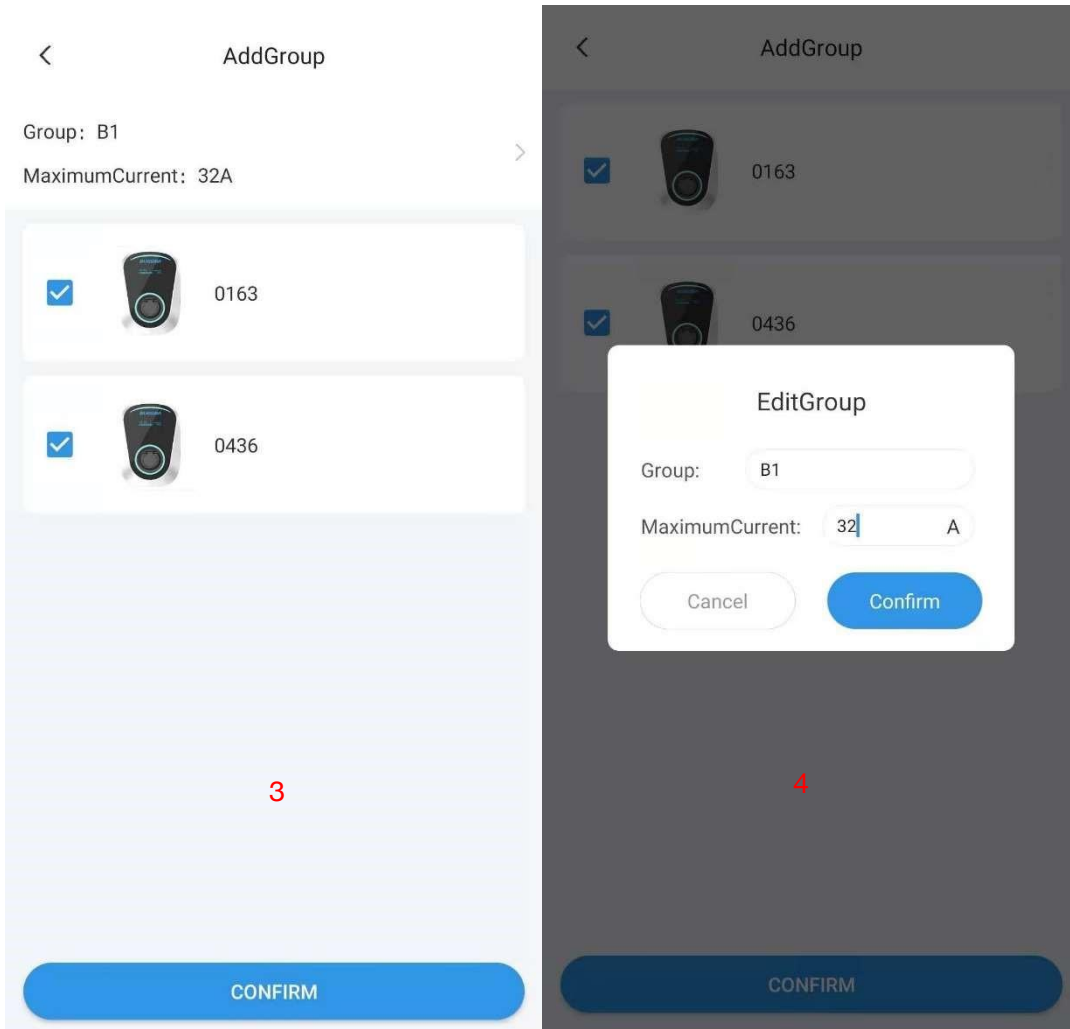 AddGroup
Group: B1
MaximumCurrent: 32A
0163
0436
3
CONFIRM
AddGroup
0163
0436
EditGroup
Group: B1
MaximumCurrent: 32 A
Cancel Confirm
4
CONFIRM